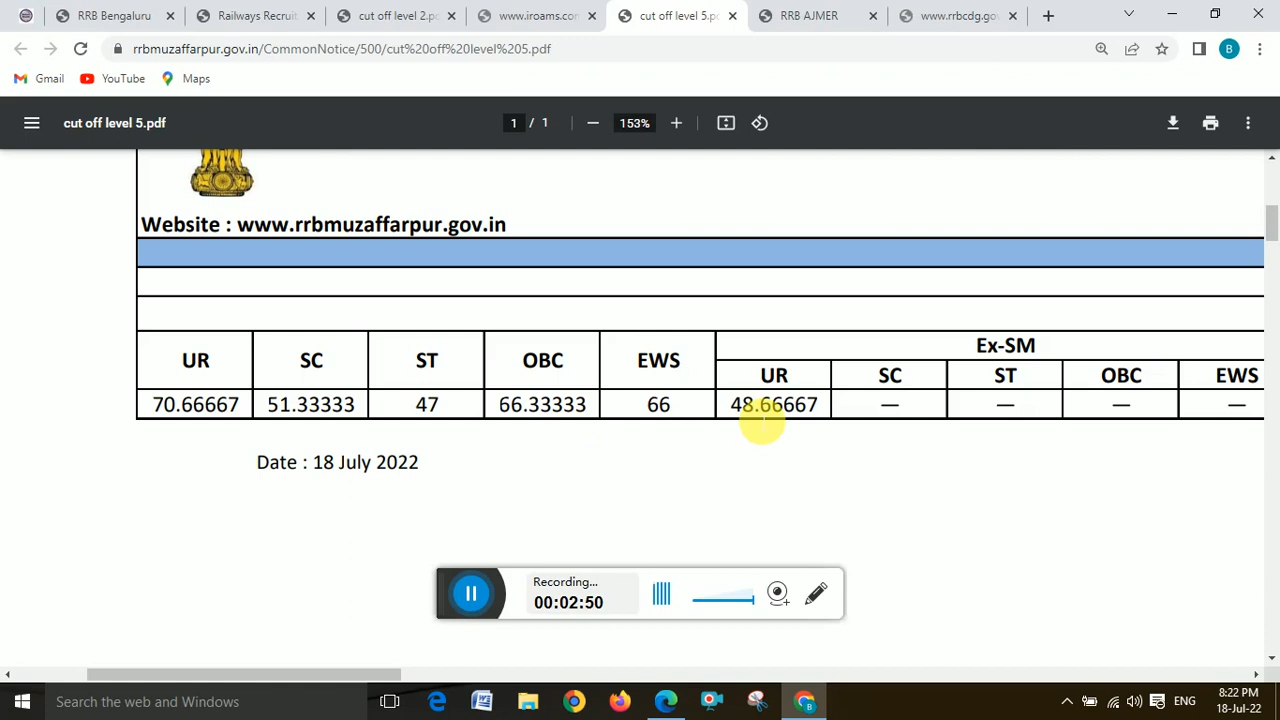 RRB Bengaluru
Railways Recruit
cut off level 2.pd
www.iroams.com
cut off level 5.pd
RRB AJMER
www.rrbcdg.gov
rrbmuzaffarpur.gov.in/CommonNotice/500/cut%20off%20level%205.pdf
B
Gmail
YouTube
Maps
cut off level 5.pdf
1 / 1
153%
Website : www.rrbmuzaffarpur.gov.in
UR SC ST OBC EWS Ex-SM
UR SC ST OBC EWS
70.66667 51.33333 47 66.33333 66 48.66667 — — — —
Date : 18 July 2022
Recording...
00:02:50
Search the web and Windows
ENG
8:22 PM
18-Jul-22